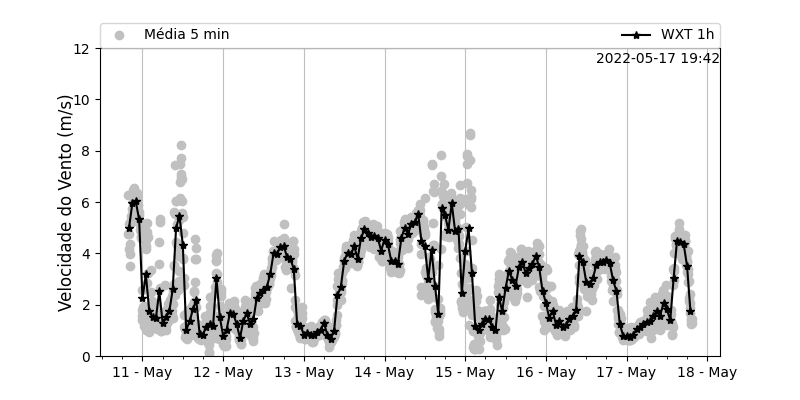 Média 5 min
WXT 1h
2022-05-17 19:42
Velocidade do Vento (m/s)
12
10
8
6
4
2
0
11 - May
12 - May
13 - May
14 - May
15 - May
16 - May
17 - May
18 - May